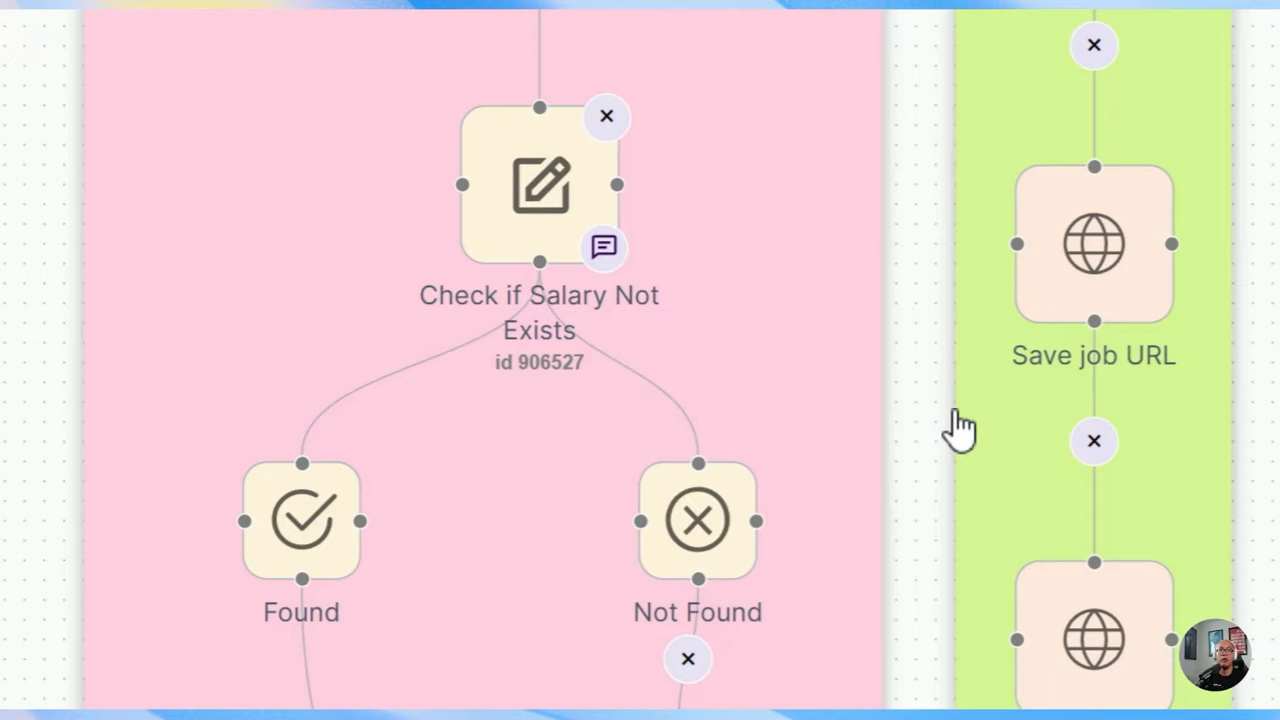 Check if Salary Not
Exists
id 906527
Save job URL
Found
Not Found